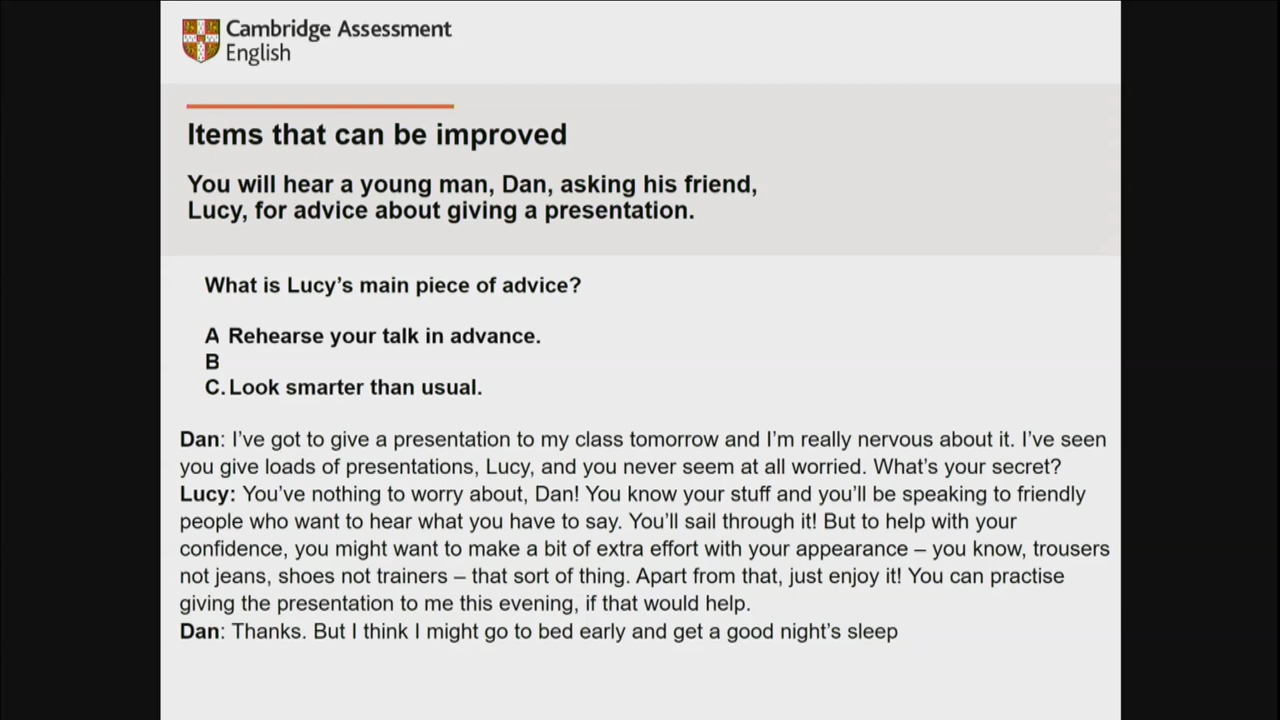 Cambridge Assessment
English
Items that can be improved
You will hear a young man, Dan, asking his friend,
Lucy, for advice about giving a presentation.
What is Lucy's main piece of advice?
A Rehearse your talk in advance.
B
C. Look smarter than usual.
Dan: I've got to give a presentation to my class tomorrow and I'm really nervous about it. I've seen
you give loads of presentations, Lucy, and you never seem at all worried. What's your secret?
Lucy: You've nothing to worry about, Dan! You know your stuff and you'll be speaking to friendly
people who want to hear what you have to say. You'll sail through it! But to help with your
confidence, you might want to make a bit of extra effort with your appearance – you know, trousers
not jeans, shoes not trainers – that sort of thing. Apart from that, just enjoy it! You can practise
giving the presentation to me this evening, if that would help.
Dan: Thanks. But I think I might go to bed early and get a good night's sleep